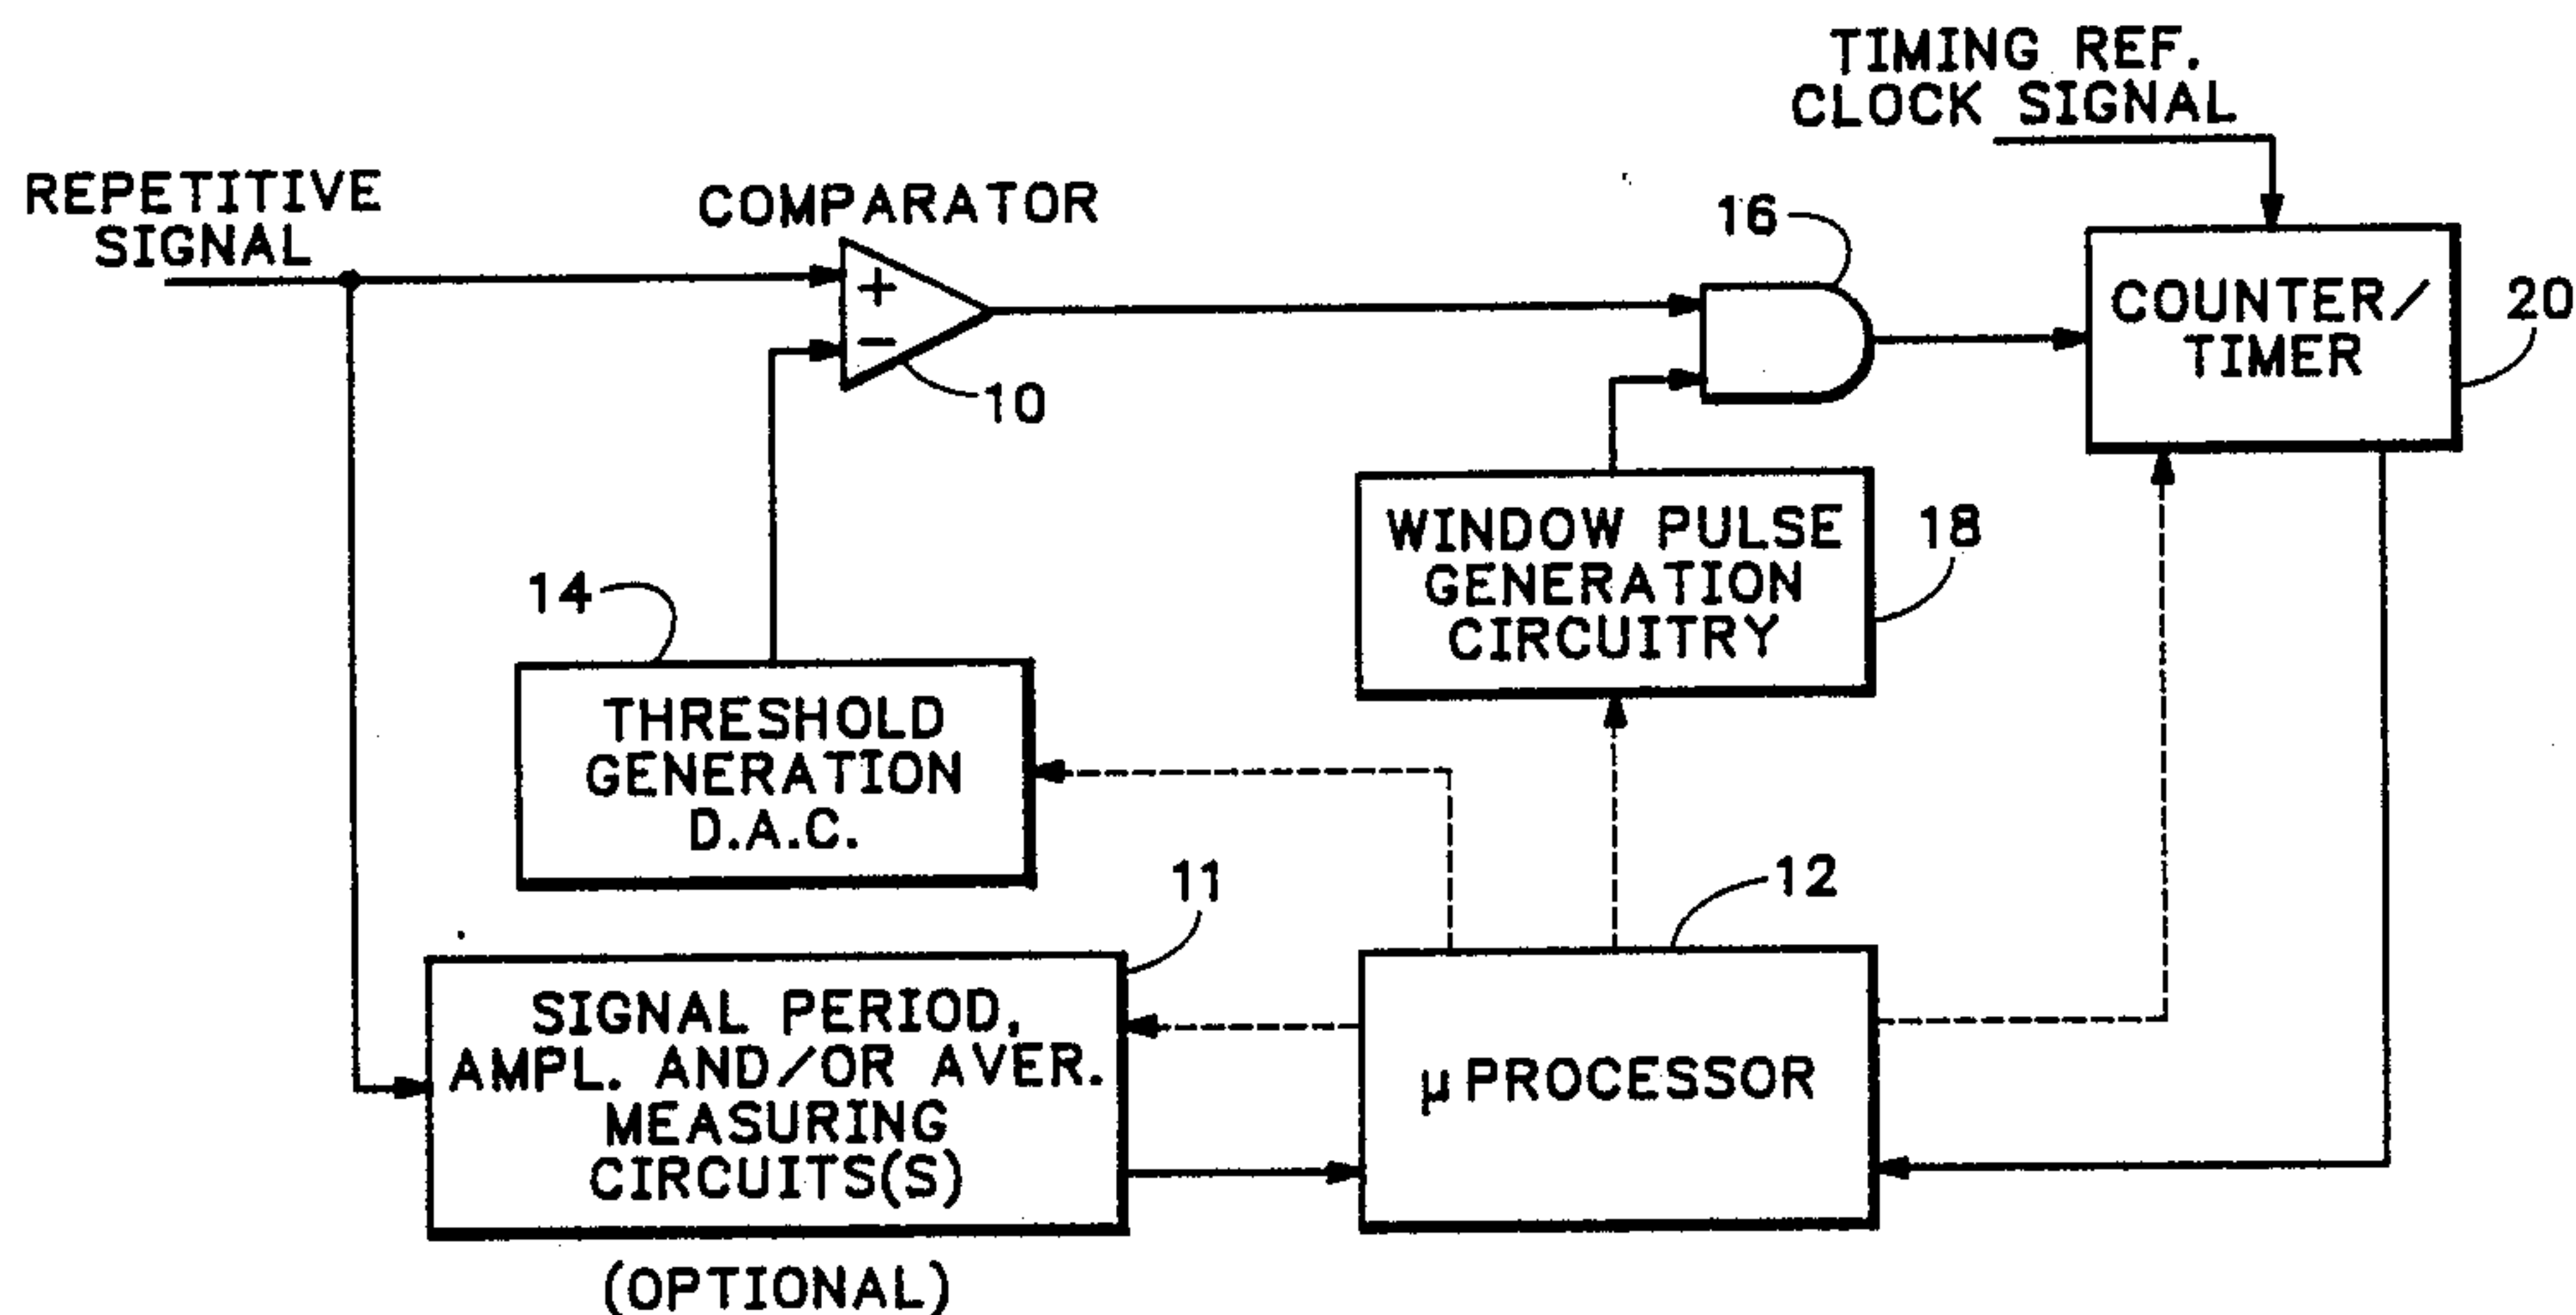 TIMING REF.
CLOCK SIGNAL
REPETITIVE
SIGNAL
COMPARATOR
+
−
10
16
COUNTER/
TIMER
20
WINDOW PULSE
GENERATION
CIRCUITRY
18
14
THRESHOLD
GENERATION
D.A.C.
11
SIGNAL PERIOD,
AMPL. AND/OR AVER.
MEASURING
CIRCUITS(S)
(OPTIONAL)
12
μ PROCESSOR